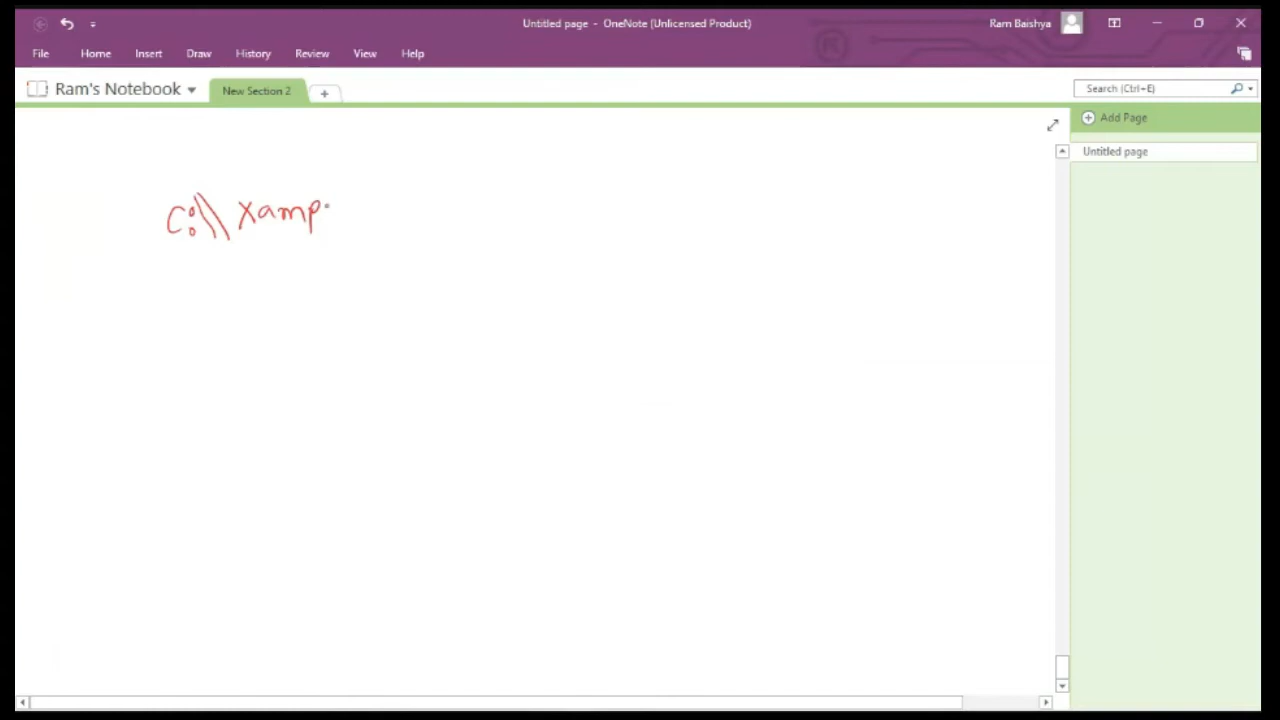 Untitled page - OneNote (Unlicensed Product)
Ram Baishya
File Home Insert Draw History Review View Help
Ram's Notebook
New Section 2
Search (Ctrl+E)
Add Page
Untitled page
C:\\ Xamp